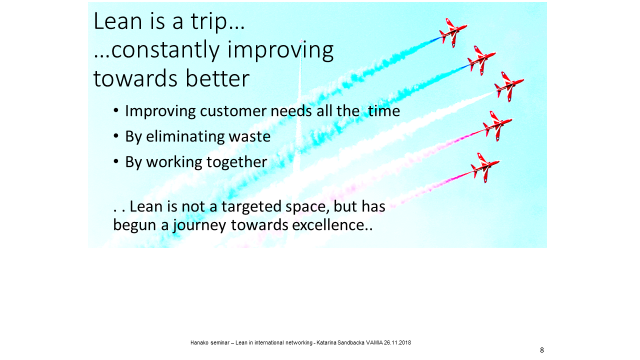 Lean is a trip...
...constantly improving
towards better
• Improving customer needs all the time
• By eliminating waste
• By working together
. . Lean is not a targeted space, but has
begun a journey towards excellence..
Hanako seminar – Lean in international networking - Katarina Sandbacka VAMIA 26.11.2018
8